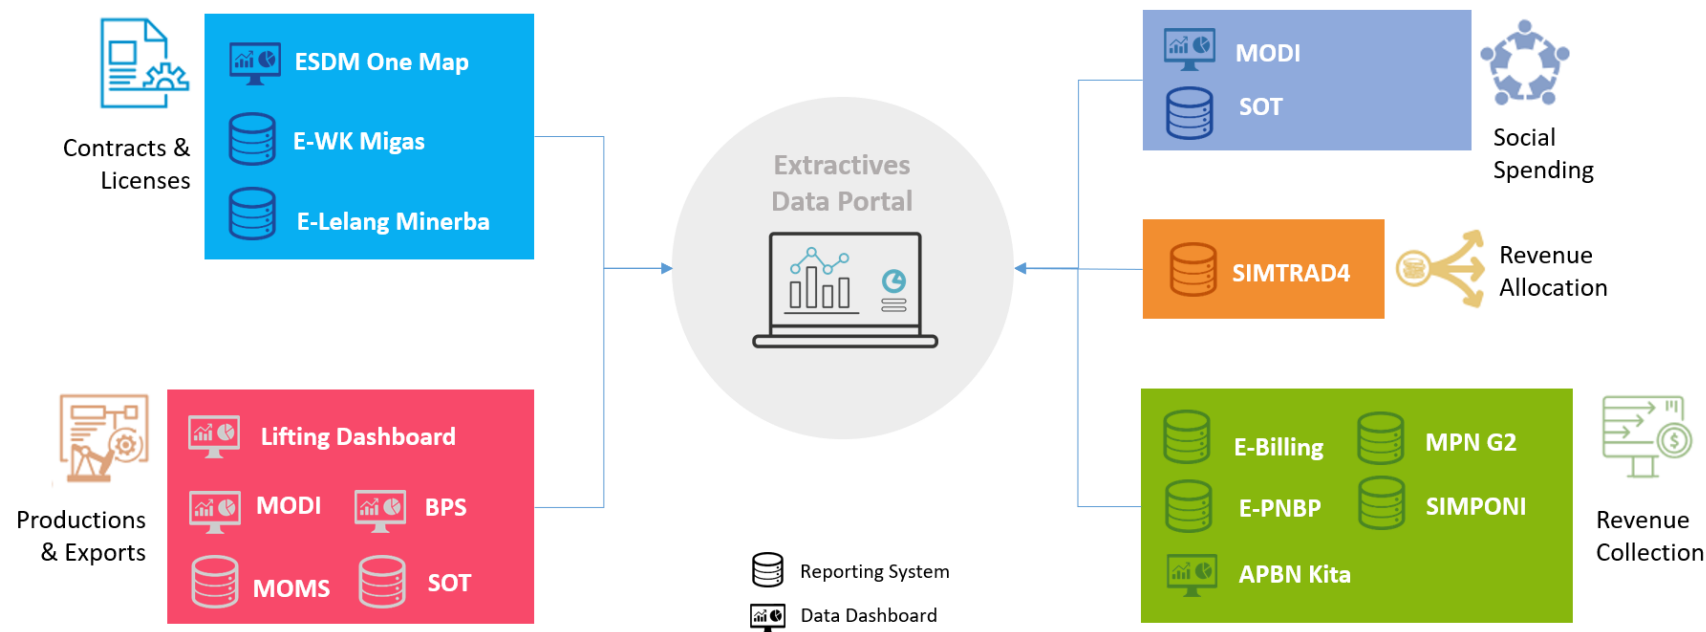 ESDM One Map
E-WK Migas
E-Lelang Minerba
Contracts &
Licenses
Lifting Dashboard
MODI
BPS
MOMS
SOT
Productions
& Exports
Extractives
Data Portal
Reporting System
Data Dashboard
MODI
SOT
Social
Spending
SIMTRAD4
Revenue
Allocation
E-Billing
MPN G2
E-PNBP
SIMPONI
APBN Kita
Revenue
Collection